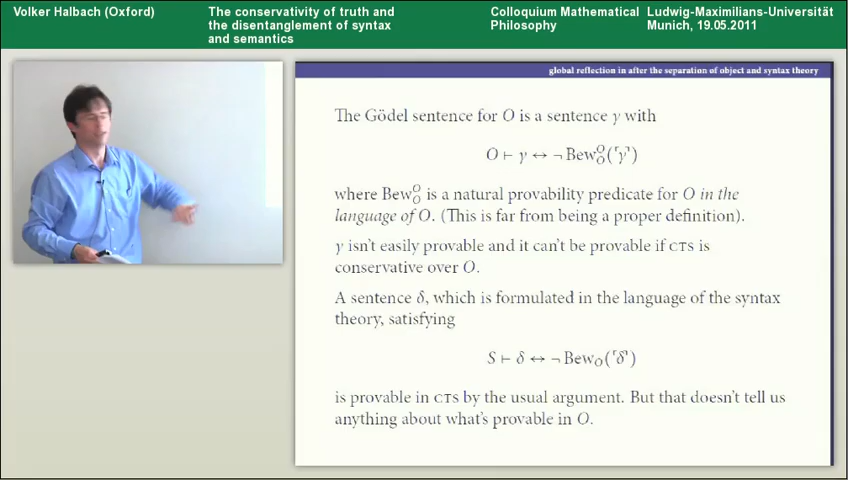 Volker Halbach (Oxford)
The conservativity of truth and
the disentanglement of syntax
and semantics
Colloquium Mathematical
Philosophy
Ludwig-Maximilians-Universität
Munich, 19.05.2011
global reflection in after the separation of object and syntax theory
The Gödel sentence for O is a sentence γ with
O ⊢ γ ↔ ¬ Bew_O^O(⌜γ⌝)
where Bew_O^O is a natural provability predicate for O in the
language of O. (This is far from being a proper definition).
γ isn't easily provable and it can't be provable if CTS is
conservative over O.
A sentence δ, which is formulated in the language of the syntax
theory, satisfying
S ⊢ δ ↔ ¬ Bew_O(⌜δ⌝)
is provable in CTS by the usual argument. But that doesn't tell us
anything about what's provable in O.